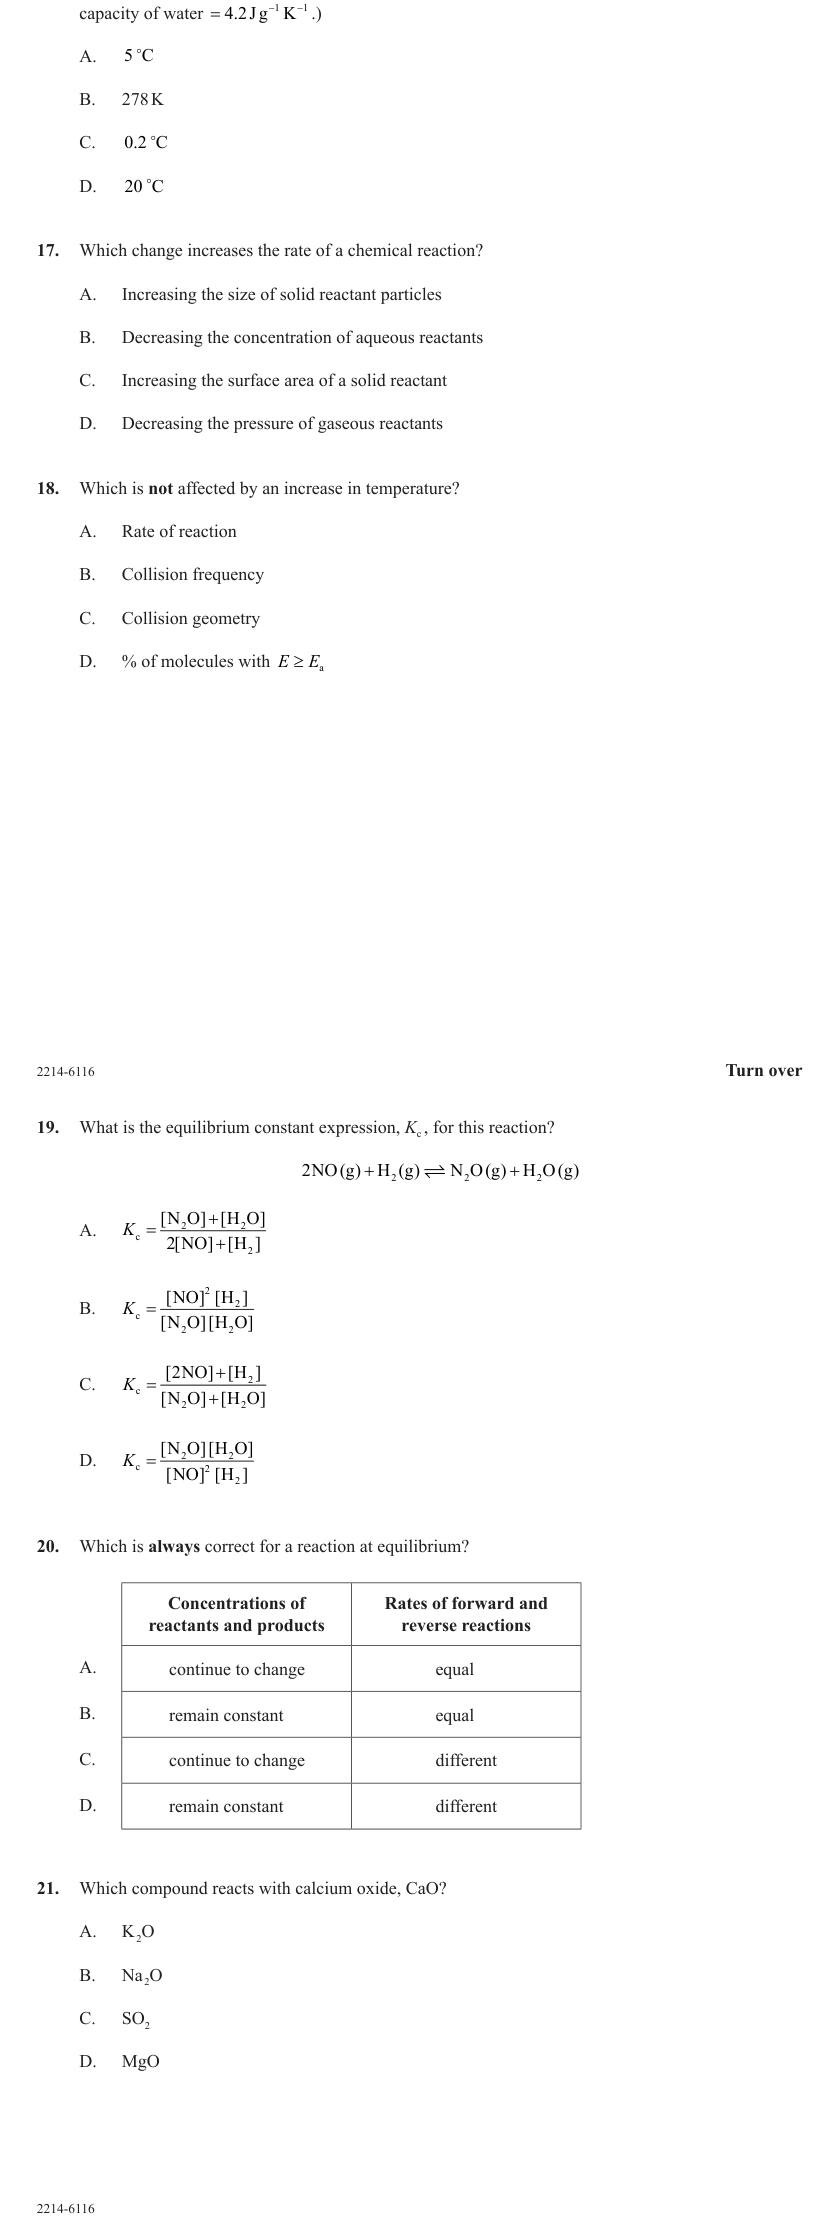 capacity of water = 4.2 J g⁻¹ K⁻¹.)
A. 5 °C
B. 278 K
C. 0.2 °C
D. 20 °C
17. Which change increases the rate of a chemical reaction?
A. Increasing the size of solid reactant particles
B. Decreasing the concentration of aqueous reactants
C. Increasing the surface area of a solid reactant
D. Decreasing the pressure of gaseous reactants
18. Which is not affected by an increase in temperature?
A. Rate of reaction
B. Collision frequency
C. Collision geometry
D. % of molecules with E ≥ Eₐ
2214-6116 Turn over
19. What is the equilibrium constant expression, K_c, for this reaction?
2NO (g) + H₂ (g) ⇌ N₂O (g) + H₂O (g)
A. K_c = [N₂O]+[H₂O] / 2[NO]+[H₂]
B. K_c = [NO]² [H₂] / [N₂O][H₂O]
C. K_c = [2NO]+[H₂] / [N₂O]+[H₂O]
D. K_c = [N₂O][H₂O] / [NO]² [H₂]
20. Which is always correct for a reaction at equilibrium?
Concentrations of reactants and products Rates of forward and reverse reactions
A. continue to change equal
B. remain constant equal
C. continue to change different
D. remain constant different
21. Which compound reacts with calcium oxide, CaO?
A. K₂O
B. Na₂O
C. SO₂
D. MgO
2214-6116